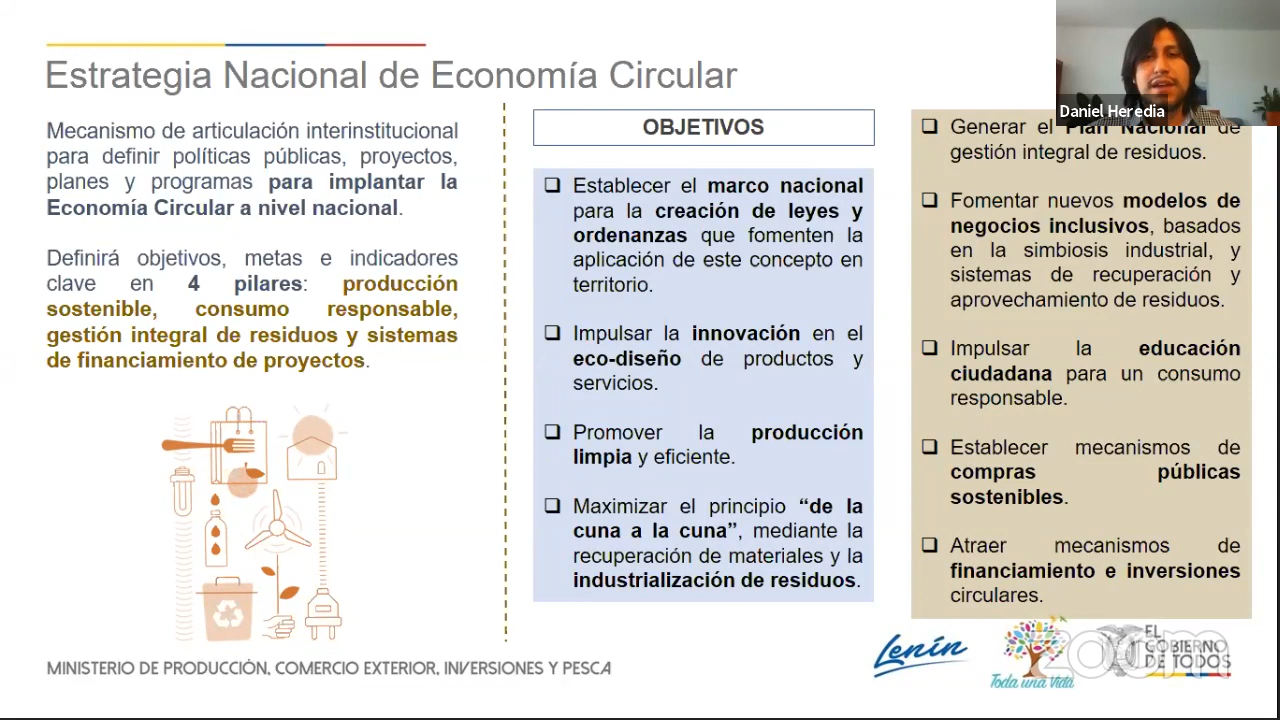 Estrategia Nacional de Economía Circular
Mecanismo de articulación interinstitucional
para definir políticas públicas, proyectos,
planes y programas para implantar la
Economía Circular a nivel nacional.
Definirá objetivos, metas e indicadores
clave en 4 pilares: producción
sostenible, consumo responsable,
gestión integral de residuos y sistemas
de financiamiento de proyectos.
OBJETIVOS
❑ Establecer el marco nacional
para la creación de leyes y
ordenanzas que fomenten la
aplicación de este concepto en
territorio.
❑ Impulsar la innovación en el
eco-diseño de productos y
servicios.
❑ Promover la producción
limpia y eficiente.
❑ Maximizar el principio “de la
cuna a la cuna”, mediante la
recuperación de materiales y la
industrialización de residuos.
Daniel Heredia
❑ Generar el Plan Nacional de
gestión integral de residuos.
❑ Fomentar nuevos modelos de
negocios inclusivos, basados
en la simbiosis industrial, y
sistemas de recuperación y
aprovechamiento de residuos.
❑ Impulsar la educación
ciudadana para un consumo
responsable.
❑ Establecer mecanismos de
compras públicas
sostenibles.
❑ Atraer mecanismos de
financiamiento e inversiones
circulares.
MINISTERIO DE PRODUCCIÓN, COMERCIO EXTERIOR, INVERSIONES Y PESCA
Lenín
Toda una Vida
EL
GOBIERNO
DE TODOS
zoom